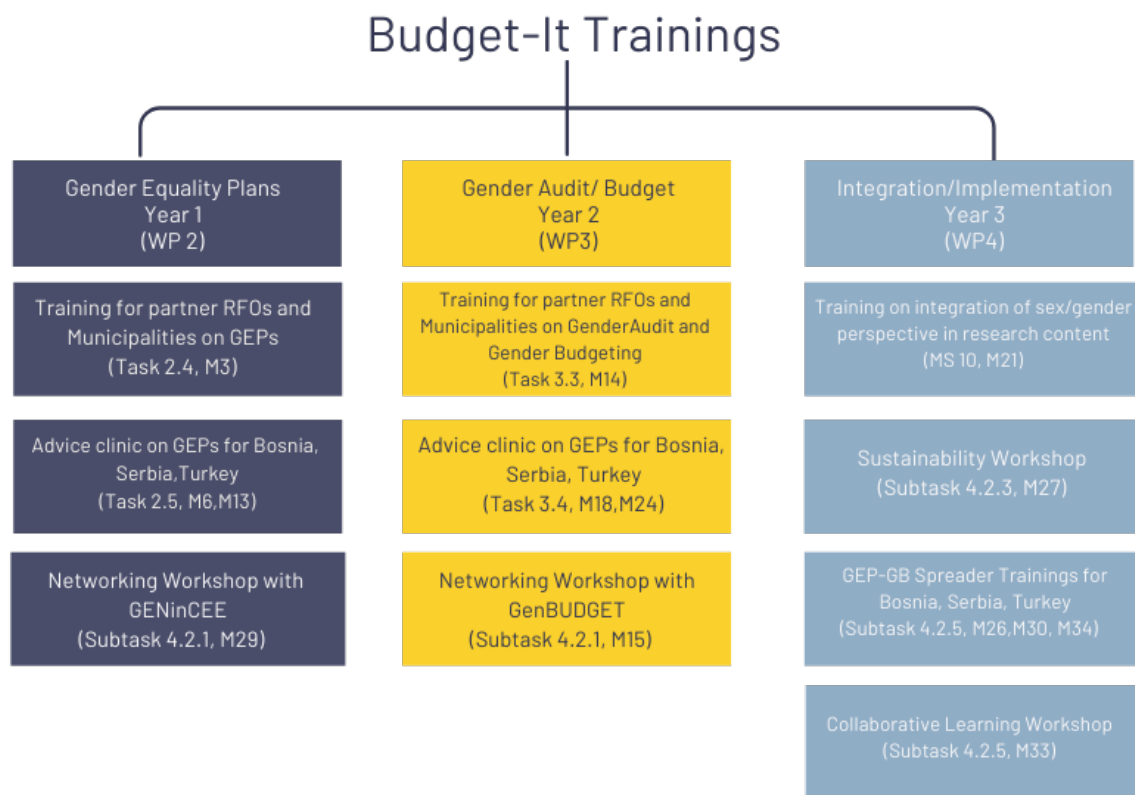 Budget-It Trainings
Gender Equality Plans
Year 1
(WP 2)
Training for partner RFOs and
Municipalities on GEPs
(Task 2.4, M3)
Advice clinic on GEPs for Bosnia,
Serbia,Turkey
(Task 2.5, M6,M13)
Networking Workshop with
GENinCEE
(Subtask 4.2.1, M29)
Gender Audit/ Budget
Year 2
(WP3)
Training for partner RFOs and
Municipalities on GenderAudit and
Gender Budgeting
(Task 3.3, M14)
Advice clinic on GEPs for Bosnia,
Serbia, Turkey
(Task 3.4, M18,M24)
Networking Workshop with
GenBUDGET
(Subtask 4.2.1, M15)
Integration/Implementation
Year 3
(WP4)
Training on integration of sex/gender
perspective in research content
(MS 10, M21)
Sustainability Workshop
(Subtask 4.2.3, M27)
GEP-GB Spreader Trainings for
Bosnia, Serbia, Turkey
(Subtask 4.2.5, M26,M30, M34)
Collaborative Learning Workshop
(Subtask 4.2.5, M33)